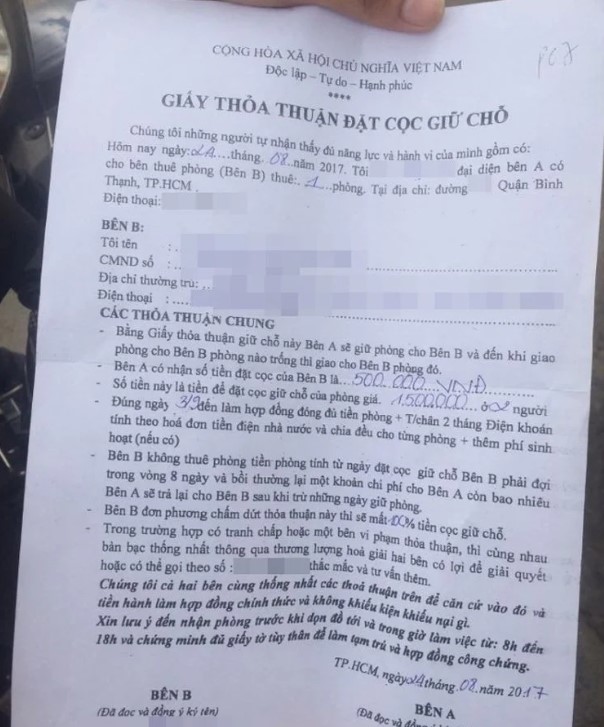 PC7
CỘNG HÒA XÃ HỘI CHỦ NGHĨA VIỆT NAM
Độc lập – Tự do – Hạnh phúc
****
GIẤY THỎA THUẬN ĐẶT CỌC GIỮ CHỖ
Chúng tôi những người tự nhận thấy đủ năng lực và hành vi của mình gồm có:
Hôm nay ngày:24....tháng. 08..năm 2017. Tôi đại diện bên A có
cho bên thuê phòng (Bên B) thuê:..1....phòng. Tại địa chỉ: đường Quận Bình
Thạnh, TP.HCM
Điện thoại:
BÊN B:
Tôi tên :..
CMND số :..
Địa chỉ thường trú:..
Điện thoại :....
CÁC THỎA THUẬN CHUNG
- Bằng Giấy thỏa thuận giữ chỗ này Bên A sẽ giữ phòng cho Bên B và đến khi giao
phòng cho Bên B phòng nào trống thì giao cho Bên B phòng đó.
- Bên A có nhận số tiền đặt cọc của Bên B là...500.000..VNĐ
- Số tiền này là tiền để đặt cọc giữ chỗ của phòng giá. 1.500.000... ở 2 người
- Đúng ngày 3/9 đến làm hợp đồng đóng đủ tiền phòng + T/chân 2 tháng Điện khoán
tính theo hoá đơn tiền điện nhà nước và chia đều cho từng phòng + thêm phí sinh
hoạt (nếu có)
- Bên B không thuê phòng tiền phòng tính từ ngày đặt cọc giữ chỗ Bên B phải đợi
trong vòng 8 ngày và bồi thường lại một khoản chi phí cho Bên A còn bao nhiêu
Bên A sẽ trả lại cho Bên B sau khi trừ những ngày giữ phòng.
- Bên B đơn phương chấm dứt thỏa thuận này thì sẽ mất 100% tiền cọc giữ chỗ.
- Trong trường hợp có tranh chấp hoặc một bên vi phạm thỏa thuận, thì cùng nhau
bàn bạc thống nhất thông qua thương lượng hoà giải hai bên có lợi để giải quyết
hoặc có thể gọi theo số : thắc mắc và tư vấn thêm.
Chúng tôi cả hai bên cùng thống nhất các thoả thuận trên để căn cứ vào đó và
tiến hành làm hợp đồng chính thức và không khiếu kiện khiếu nại gì.
Xin lưu ý đến nhận phòng trước khi dọn đồ tới và trong giờ làm việc từ: 8h đến
18h và chứng minh đủ giấy tờ tùy thân để làm tạm trú và hợp đồng công chứng.
TP.HCM, ngày24tháng.08.năm 2017
BÊN B
(Đã đọc và đồng ý ký tên)
BÊN A
(Đã đọc và đồng